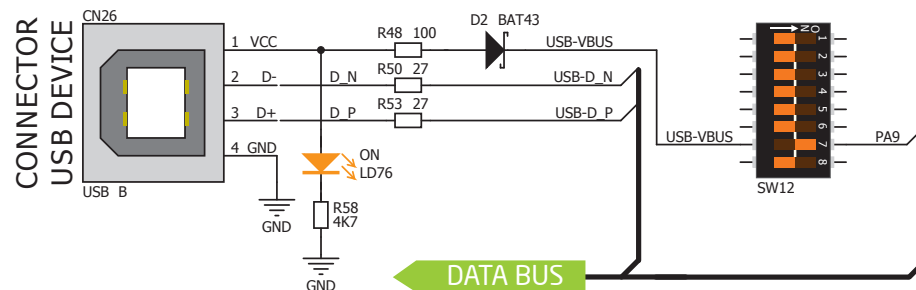 CONNECTOR
USB DEVICE
CN26
1 VCC
2 D-
3 D+
4 GND
USB B
D_N
D_P
R48 100
R50 27
R53 27
D2 BAT43
USB-VBUS
USB-D_N
USB-D_P
ON
LD76
R58
4K7
GND
GND
USB-VBUS
ON
1
2
3
4
5
6
7
8
SW12
PA9
DATA BUS